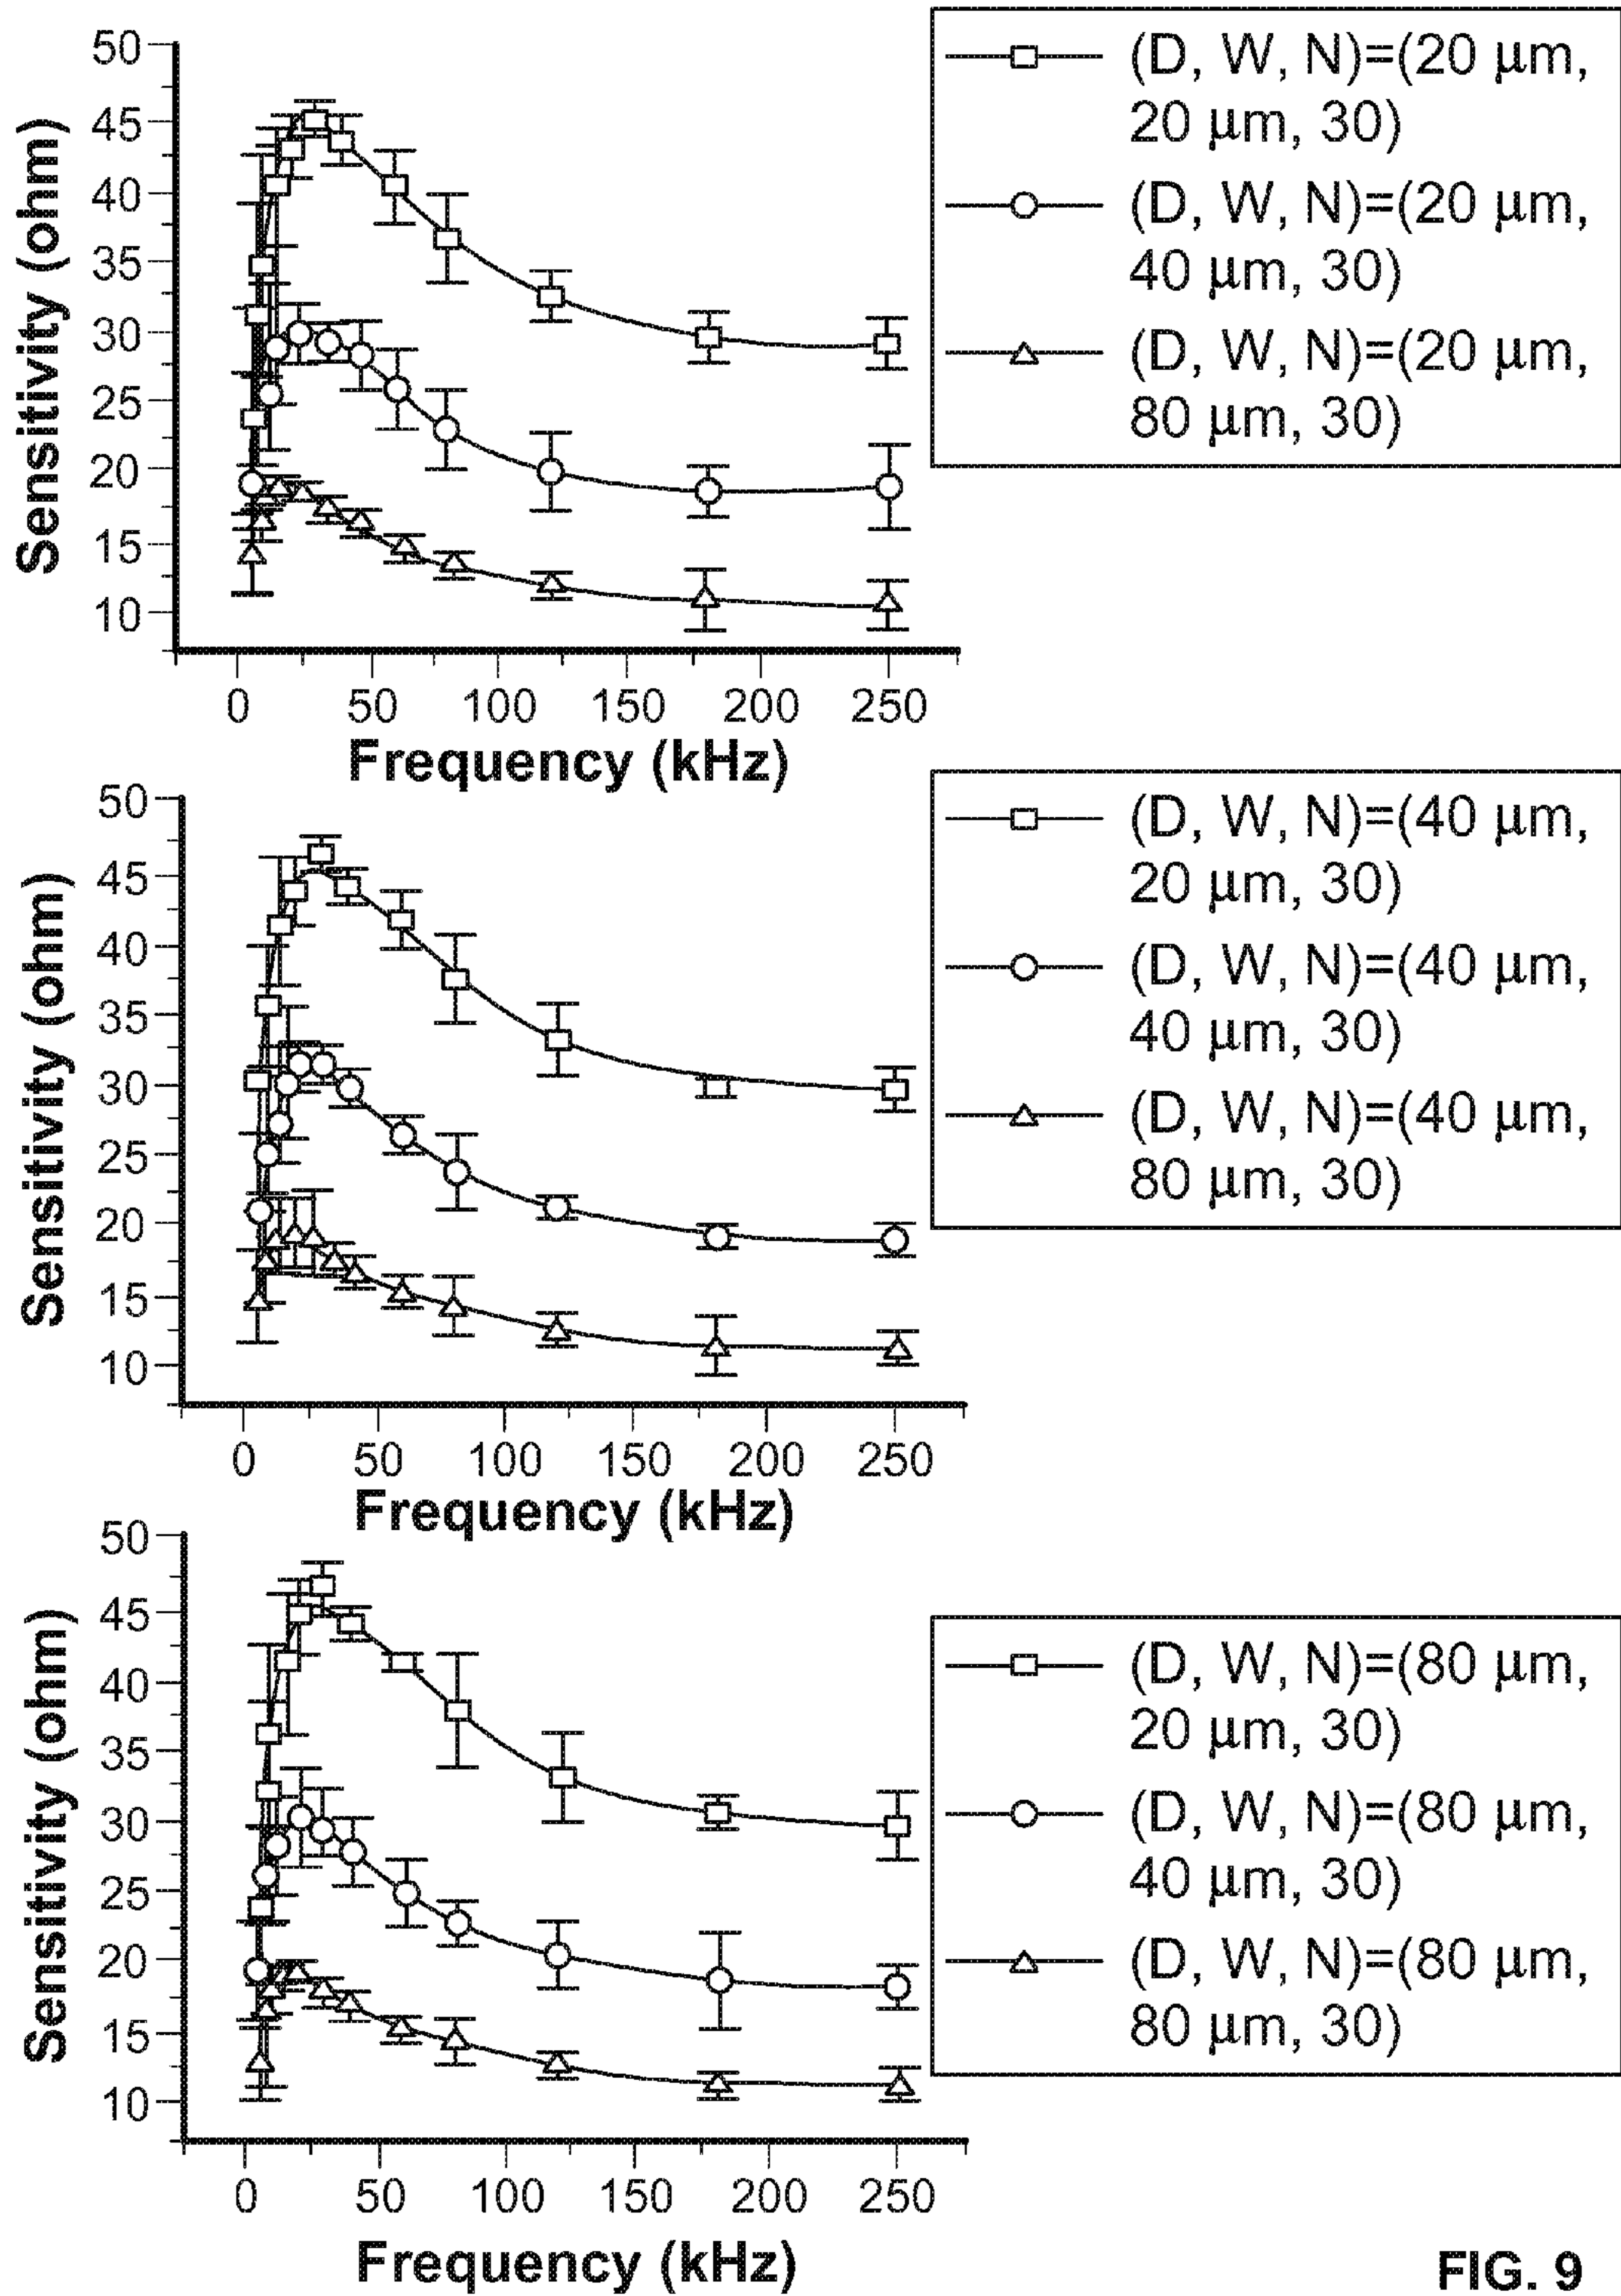 50
45
40
35
30
25
20
15
10
Sensitivity (ohm)
0 50 100 150 200 250
Frequency (kHz)
(D, W, N)=(20 μm,
20 μm, 30)
(D, W, N)=(20 μm,
40 μm, 30)
(D, W, N)=(20 μm,
80 μm, 30)
50
45
40
35
30
25
20
15
10
Sensitivity (ohm)
0 50 100 150 200 250
Frequency (kHz)
(D, W, N)=(40 μm,
20 μm, 30)
(D, W, N)=(40 μm,
40 μm, 30)
(D, W, N)=(40 μm,
80 μm, 30)
50
45
40
35
30
25
20
15
10
Sensitivity (ohm)
0 50 100 150 200 250
Frequency (kHz)
(D, W, N)=(80 μm,
20 μm, 30)
(D, W, N)=(80 μm,
40 μm, 30)
(D, W, N)=(80 μm,
80 μm, 30)
FIG. 9